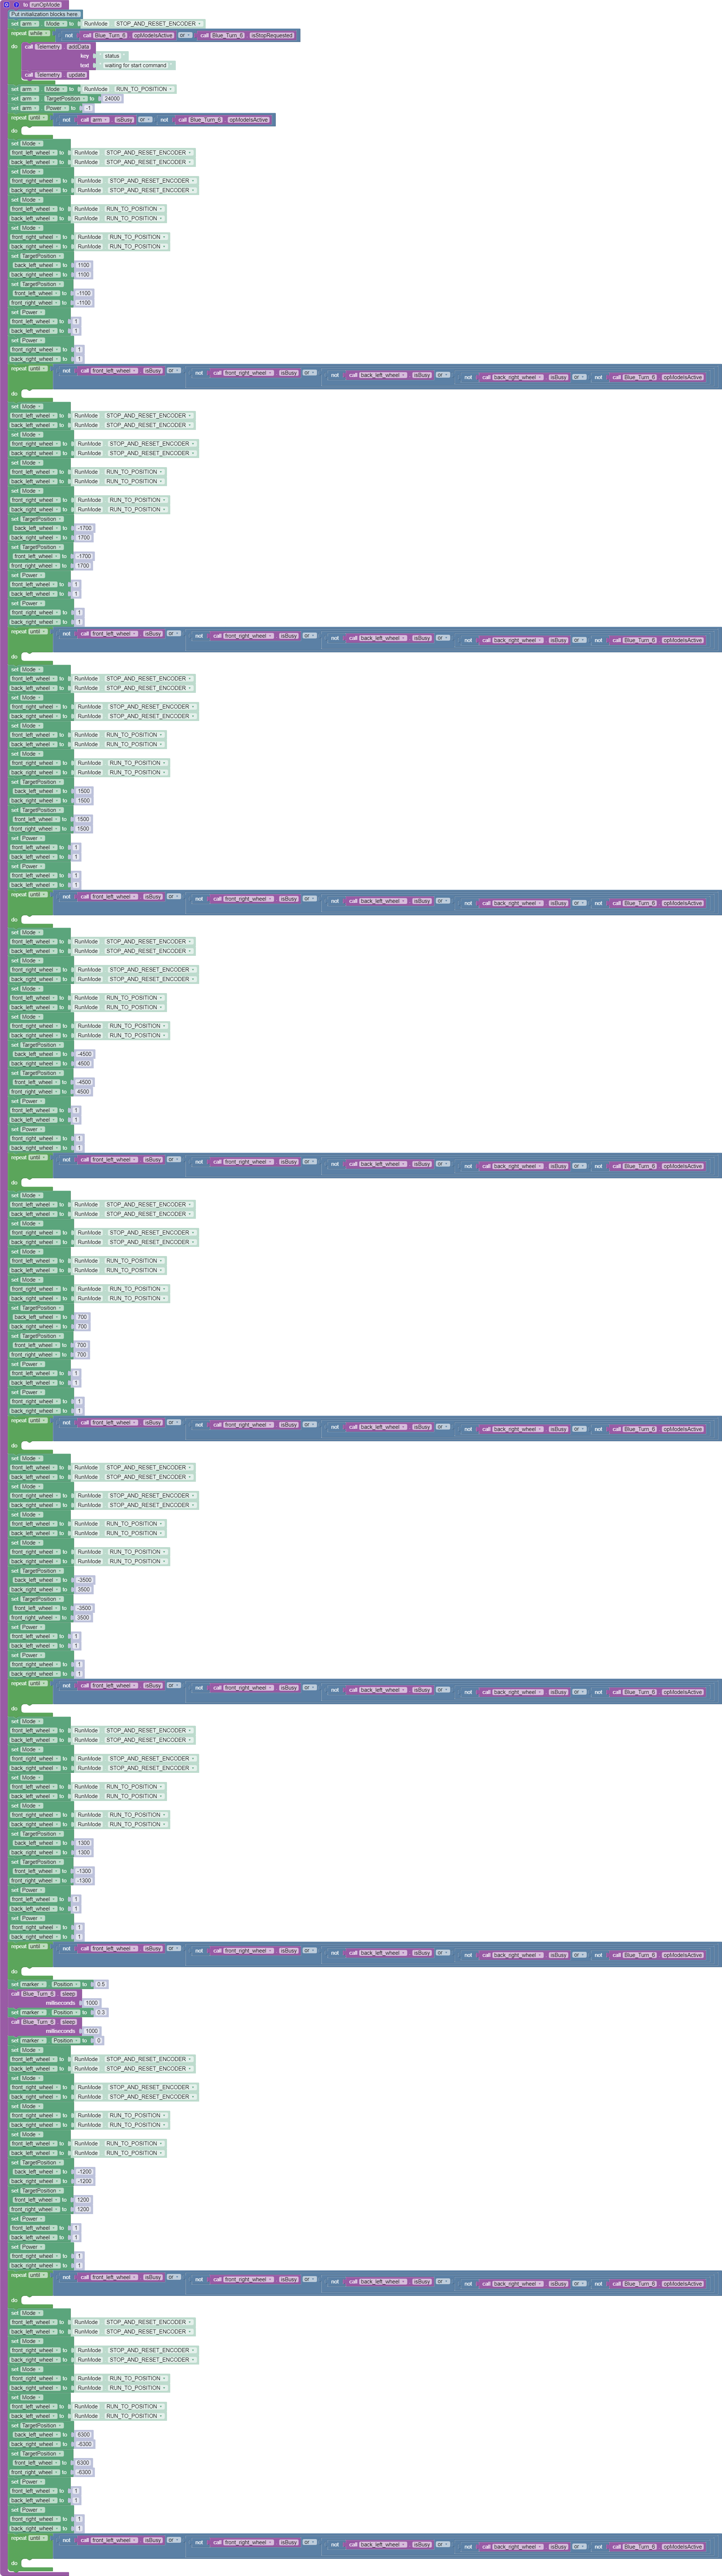 to runOpMode
Put initialization blocks here.
set arm . Mode to RunMode . STOP_AND_RESET_ENCODER
repeat while not call Blue_Turn_6 . opModeIsActive or call Blue_Turn_6 . isStopRequested
do call Telemetry . addData
key status
text waiting for start command
call Telemetry . update
set arm . Mode to RunMode . RUN_TO_POSITION
set arm . TargetPosition to 24000
set arm . Power to -1
repeat until not call arm . isBusy or not call Blue_Turn_6 . opModeIsActive
do
set Mode
front_left_wheel to RunMode . STOP_AND_RESET_ENCODER
back_left_wheel to RunMode . STOP_AND_RESET_ENCODER
set Mode
front_right_wheel to RunMode . STOP_AND_RESET_ENCODER
back_right_wheel to RunMode . STOP_AND_RESET_ENCODER
set Mode
front_left_wheel to RunMode . RUN_TO_POSITION
back_left_wheel to RunMode . RUN_TO_POSITION
set Mode
front_right_wheel to RunMode . RUN_TO_POSITION
back_right_wheel to RunMode . RUN_TO_POSITION
set TargetPosition
back_left_wheel to 1100
back_right_wheel to 1100
set TargetPosition
front_left_wheel to -1100
front_right_wheel to -1100
set Power
front_left_wheel to 1
back_left_wheel to 1
set Power
front_right_wheel to 1
back_right_wheel to 1
repeat until not call front_left_wheel . isBusy or not call front_right_wheel . isBusy or not call back_left_wheel . isBusy or not call back_right_wheel . isBusy or not call Blue_Turn_6 . opModeIsActive
do
set Mode
front_left_wheel to RunMode . STOP_AND_RESET_ENCODER
back_left_wheel to RunMode . STOP_AND_RESET_ENCODER
set Mode
front_right_wheel to RunMode . STOP_AND_RESET_ENCODER
back_right_wheel to RunMode . STOP_AND_RESET_ENCODER
set Mode
front_left_wheel to RunMode . RUN_TO_POSITION
back_left_wheel to RunMode . RUN_TO_POSITION
set Mode
front_right_wheel to RunMode . RUN_TO_POSITION
back_right_wheel to RunMode . RUN_TO_POSITION
set TargetPosition
back_left_wheel to -1700
back_right_wheel to 1700
set TargetPosition
front_left_wheel to -1700
front_right_wheel to 1700
set Power
front_left_wheel to 1
back_left_wheel to 1
set Power
front_right_wheel to 1
back_right_wheel to 1
repeat until not call front_left_wheel . isBusy or not call front_right_wheel . isBusy or not call back_left_wheel . isBusy or not call back_right_wheel . isBusy or not call Blue_Turn_6 . opModeIsActive
do
set Mode
front_left_wheel to RunMode . STOP_AND_RESET_ENCODER
back_left_wheel to RunMode . STOP_AND_RESET_ENCODER
set Mode
front_right_wheel to RunMode . STOP_AND_RESET_ENCODER
back_right_wheel to RunMode . STOP_AND_RESET_ENCODER
set Mode
front_left_wheel to RunMode . RUN_TO_POSITION
back_left_wheel to RunMode . RUN_TO_POSITION
set Mode
front_right_wheel to RunMode . RUN_TO_POSITION
back_right_wheel to RunMode . RUN_TO_POSITION
set TargetPosition
back_left_wheel to 1500
back_right_wheel to 1500
set TargetPosition
front_left_wheel to 1500
front_right_wheel to 1500
set Power
front_left_wheel to 1
back_left_wheel to 1
set Power
front_left_wheel to 1
back_left_wheel to 1
repeat until not call front_left_wheel . isBusy or not call front_right_wheel . isBusy or not call back_left_wheel . isBusy or not call back_right_wheel . isBusy or not call Blue_Turn_6 . opModeIsActive
do
set Mode
front_left_wheel to RunMode . STOP_AND_RESET_ENCODER
back_left_wheel to RunMode . STOP_AND_RESET_ENCODER
set Mode
front_right_wheel to RunMode . STOP_AND_RESET_ENCODER
back_right_wheel to RunMode . STOP_AND_RESET_ENCODER
set Mode
front_left_wheel to RunMode . RUN_TO_POSITION
back_left_wheel to RunMode . RUN_TO_POSITION
set Mode
front_right_wheel to RunMode . RUN_TO_POSITION
back_right_wheel to RunMode . RUN_TO_POSITION
set TargetPosition
back_left_wheel to -4500
back_right_wheel to 4500
set TargetPosition
front_left_wheel to -4500
front_right_wheel to 4500
set Power
front_left_wheel to 1
back_left_wheel to 1
set Power
front_right_wheel to 1
back_right_wheel to 1
repeat until not call front_left_wheel . isBusy or not call front_right_wheel . isBusy or not call back_left_wheel . isBusy or not call back_right_wheel . isBusy or not call Blue_Turn_6 . opModeIsActive
do
set Mode
front_left_wheel to RunMode . STOP_AND_RESET_ENCODER
back_left_wheel to RunMode . STOP_AND_RESET_ENCODER
set Mode
front_right_wheel to RunMode . STOP_AND_RESET_ENCODER
back_right_wheel to RunMode . STOP_AND_RESET_ENCODER
set Mode
front_left_wheel to RunMode . RUN_TO_POSITION
back_left_wheel to RunMode . RUN_TO_POSITION
set Mode
front_right_wheel to RunMode . RUN_TO_POSITION
back_right_wheel to RunMode . RUN_TO_POSITION
set TargetPosition
back_left_wheel to 700
back_right_wheel to 700
set TargetPosition
front_left_wheel to 700
front_right_wheel to 700
set Power
front_left_wheel to 1
back_left_wheel to 1
set Power
front_right_wheel to 1
back_right_wheel to 1
repeat until not call front_left_wheel . isBusy or not call front_right_wheel . isBusy or not call back_left_wheel . isBusy or not call back_right_wheel . isBusy or not call Blue_Turn_6 . opModeIsActive
do
set Mode
front_left_wheel to RunMode . STOP_AND_RESET_ENCODER
back_left_wheel to RunMode . STOP_AND_RESET_ENCODER
set Mode
front_right_wheel to RunMode . STOP_AND_RESET_ENCODER
back_right_wheel to RunMode . STOP_AND_RESET_ENCODER
set Mode
front_left_wheel to RunMode . RUN_TO_POSITION
back_left_wheel to RunMode . RUN_TO_POSITION
set Mode
front_right_wheel to RunMode . RUN_TO_POSITION
back_right_wheel to RunMode . RUN_TO_POSITION
set TargetPosition
back_left_wheel to -3500
back_right_wheel to 3500
set TargetPosition
front_left_wheel to -3500
front_right_wheel to 3500
set Power
front_left_wheel to 1
back_left_wheel to 1
set Power
front_right_wheel to 1
back_right_wheel to 1
repeat until not call front_left_wheel . isBusy or not call front_right_wheel . isBusy or not call back_left_wheel . isBusy or not call back_right_wheel . isBusy or not call Blue_Turn_6 . opModeIsActive
do
set Mode
front_left_wheel to RunMode . STOP_AND_RESET_ENCODER
back_left_wheel to RunMode . STOP_AND_RESET_ENCODER
set Mode
front_right_wheel to RunMode . STOP_AND_RESET_ENCODER
back_right_wheel to RunMode . STOP_AND_RESET_ENCODER
set Mode
front_left_wheel to RunMode . RUN_TO_POSITION
back_left_wheel to RunMode . RUN_TO_POSITION
set Mode
front_right_wheel to RunMode . RUN_TO_POSITION
back_right_wheel to RunMode . RUN_TO_POSITION
set TargetPosition
back_left_wheel to 1300
back_right_wheel to 1300
set TargetPosition
front_left_wheel to -1300
front_right_wheel to -1300
set Power
front_left_wheel to 1
back_left_wheel to 1
set Power
front_right_wheel to 1
back_right_wheel to 1
repeat until not call front_left_wheel . isBusy or not call front_right_wheel . isBusy or not call back_left_wheel . isBusy or not call back_right_wheel . isBusy or not call Blue_Turn_6 . opModeIsActive
do
set marker . Position to 0.5
call Blue_Turn_6 . sleep
milliseconds 1000
set marker . Position to 0.3
call Blue_Turn_6 . sleep
milliseconds 1000
set marker . Position to 0
set Mode
front_left_wheel to RunMode . STOP_AND_RESET_ENCODER
back_left_wheel to RunMode . STOP_AND_RESET_ENCODER
set Mode
front_right_wheel to RunMode . STOP_AND_RESET_ENCODER
back_right_wheel to RunMode . STOP_AND_RESET_ENCODER
set Mode
front_right_wheel to RunMode . RUN_TO_POSITION
back_right_wheel to RunMode . RUN_TO_POSITION
set Mode
front_left_wheel to RunMode . RUN_TO_POSITION
back_left_wheel to RunMode . RUN_TO_POSITION
set TargetPosition
back_left_wheel to -1200
back_right_wheel to -1200
set TargetPosition
front_left_wheel to 1200
front_right_wheel to 1200
set Power
front_left_wheel to 1
back_left_wheel to 1
set Power
front_right_wheel to 1
back_right_wheel to 1
repeat until not call front_left_wheel . isBusy or not call front_right_wheel . isBusy or not call back_left_wheel . isBusy or not call back_right_wheel . isBusy or not call Blue_Turn_6 . opModeIsActive
do
set Mode
front_left_wheel to RunMode . STOP_AND_RESET_ENCODER
back_left_wheel to RunMode . STOP_AND_RESET_ENCODER
set Mode
front_right_wheel to RunMode . STOP_AND_RESET_ENCODER
back_right_wheel to RunMode . STOP_AND_RESET_ENCODER
set Mode
front_right_wheel to RunMode . RUN_TO_POSITION
back_right_wheel to RunMode . RUN_TO_POSITION
set Mode
front_left_wheel to RunMode . RUN_TO_POSITION
back_left_wheel to RunMode . RUN_TO_POSITION
set TargetPosition
back_left_wheel to 6300
back_right_wheel to -6300
set TargetPosition
front_left_wheel to 6300
front_right_wheel to -6300
set Power
front_left_wheel to 1
back_left_wheel to 1
set Power
front_right_wheel to 1
back_right_wheel to 1
repeat until not call front_left_wheel . isBusy or not call front_right_wheel . isBusy or not call back_left_wheel . isBusy or not call back_right_wheel . isBusy or not call Blue_Turn_6 . opModeIsActive
do